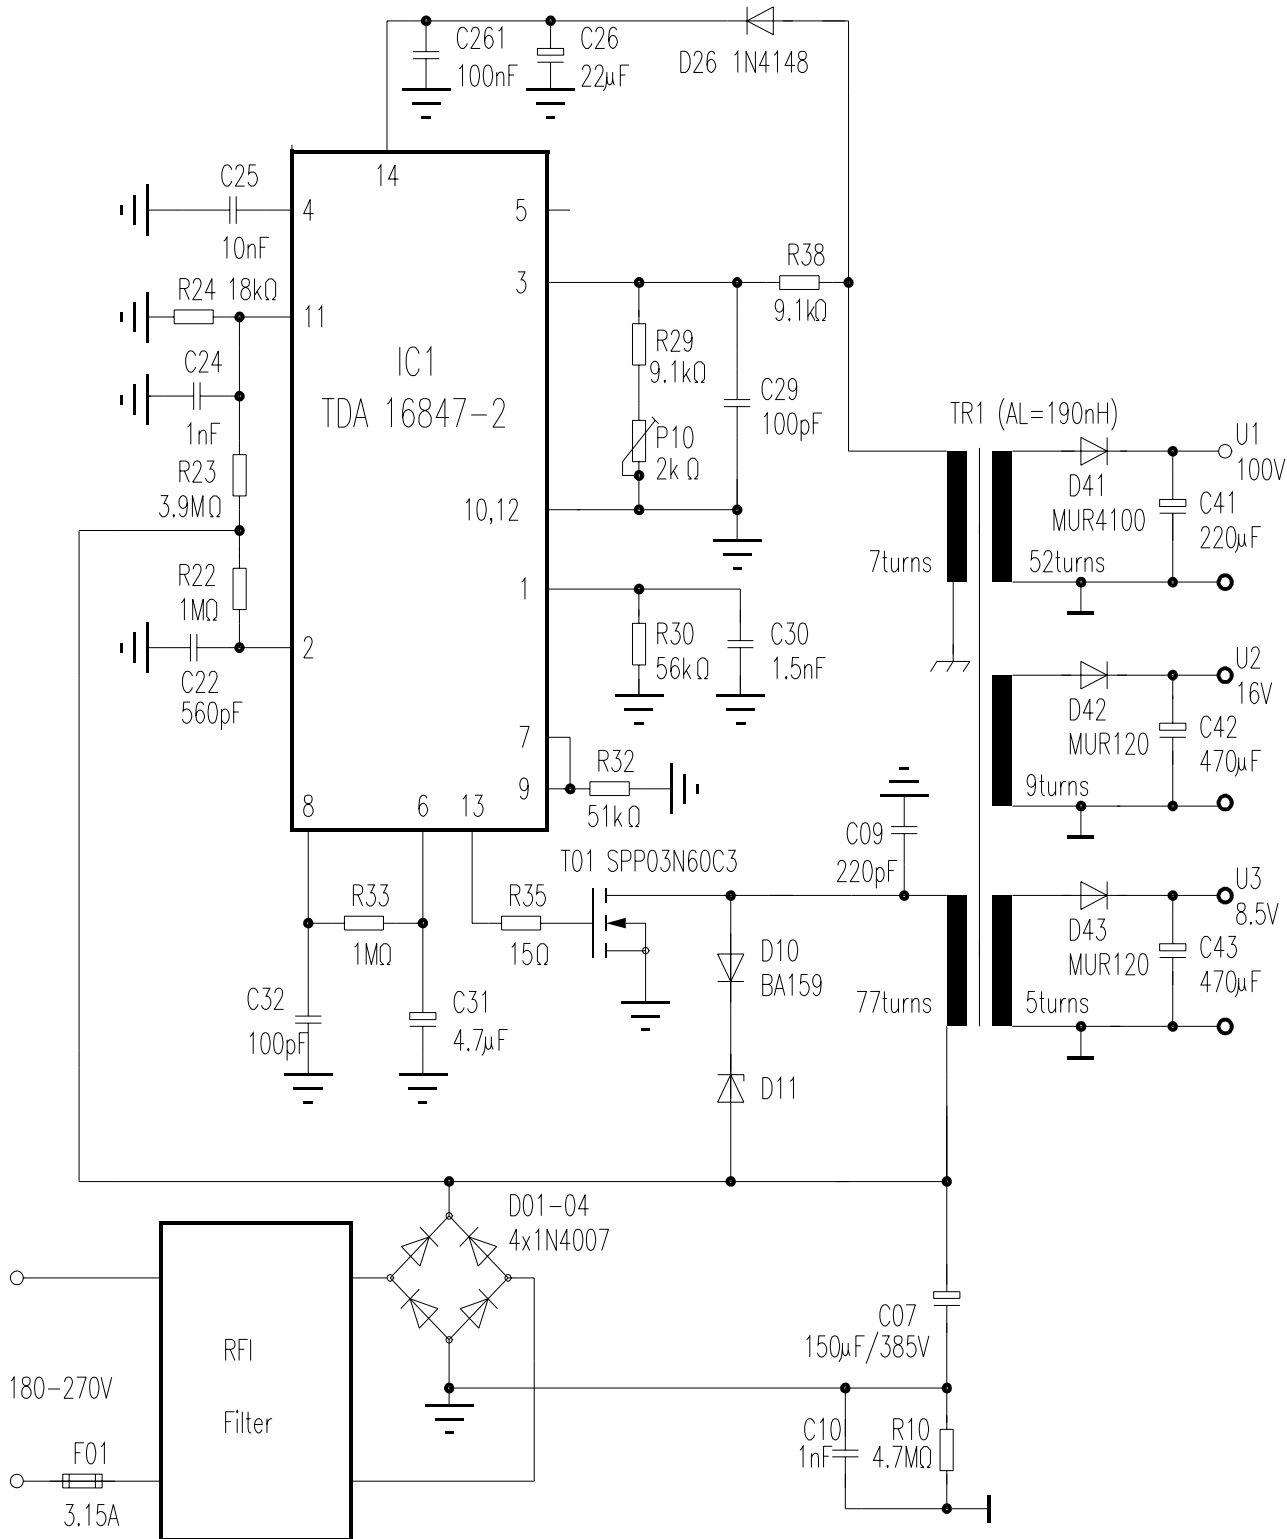 C261
100nF
C26
22µF
D26 1N4148
14
C25
10nF
4
5
R24 18kΩ
11
3
R38
9.1kΩ
C24
1nF
IC1
TDA 16847-2
R29
9.1kΩ
C29
100pF
P10
2kΩ
R23
3.9MΩ
10,12
TR1 (AL=190nH)
U1
100V
D41
MUR4100
C41
220µF
7turns
52turns
R22
1MΩ
1
2
C22
560pF
R30
56kΩ
C30
1.5nF
U2
16V
D42
MUR120
C42
470µF
9turns
7
9
R32
51kΩ
8
6
13
C09
220pF
T01 SPP03N60C3
R33
1MΩ
R35
15Ω
U3
8.5V
D43
MUR120
C43
470µF
D10
BA159
77turns
5turns
C32
100pF
C31
4.7µF
D11
D01-04
4x1N4007
C07
150µF/385V
RFI
Filter
180-270V
F01
3.15A
C10
1nF
R10
4.7MΩ